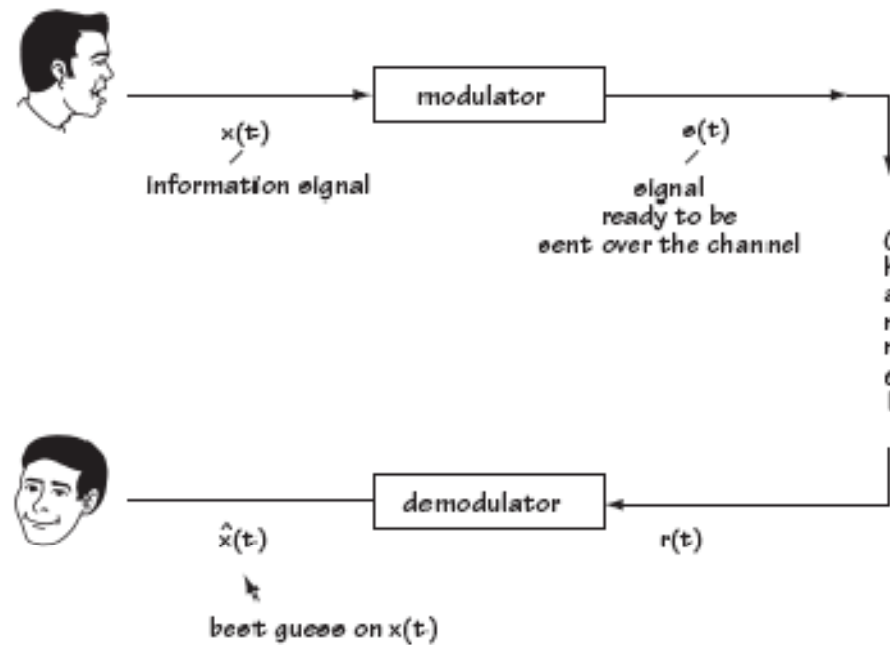 modulator
x(t)
information signal
s(t)
signal
ready to be
sent over the channel
demodulator
x̂(t)
r(t)
best guess on x(t)